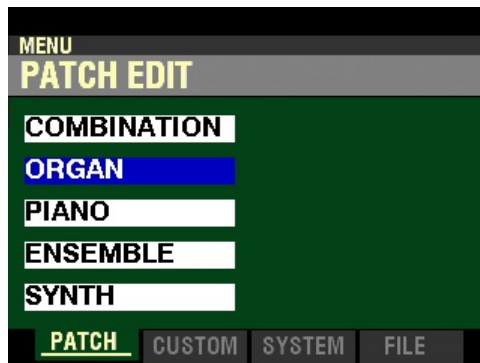 MENU
PATCH EDIT
COMBINATION
ORGAN
PIANO
ENSEMBLE
SYNTH
PATCH CUSTOM SYSTEM FILE